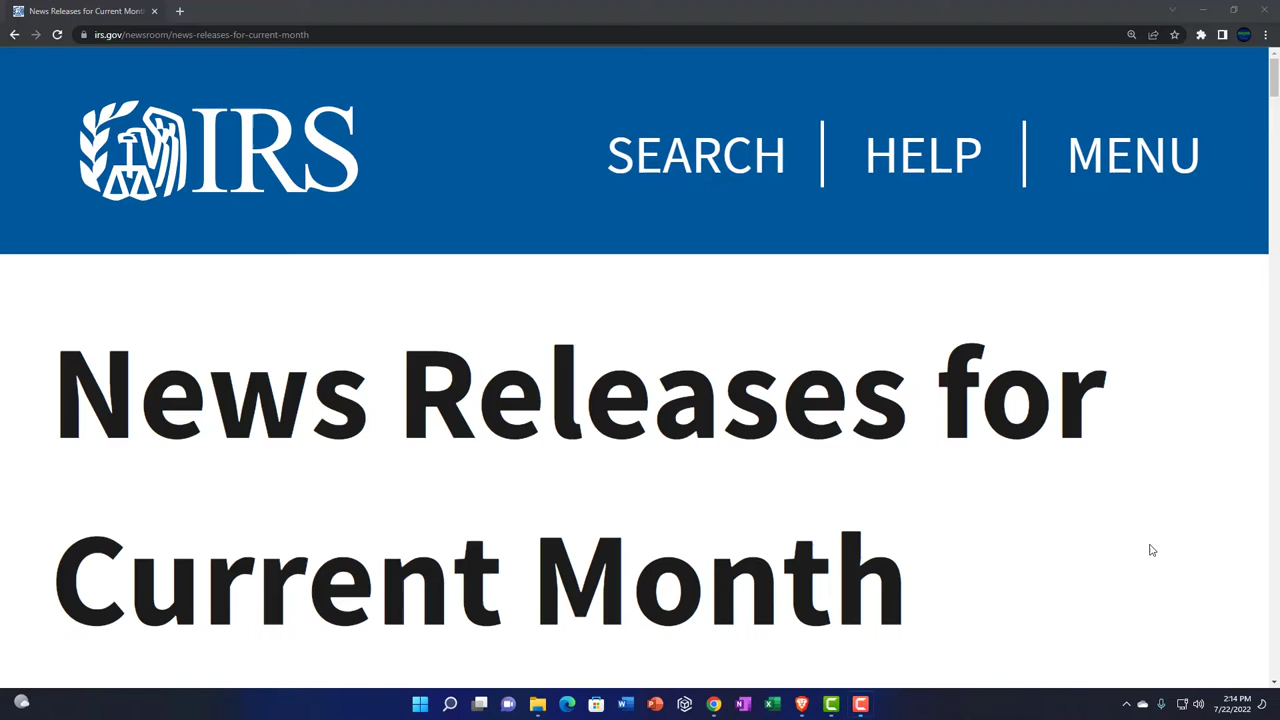 News Releases for Current Mont
irs.gov/newsroom/news-releases-for-current-month
IRS
SEARCH
HELP
MENU
News Releases for
Current Month
2:14 PM
7/22/2022